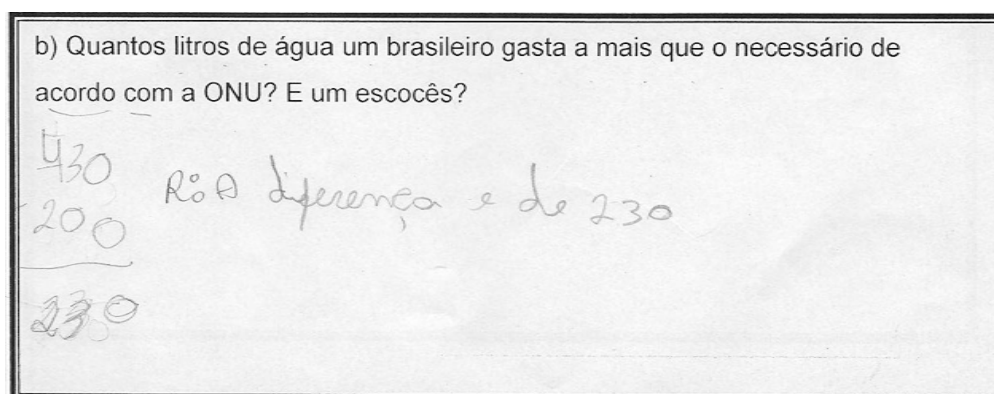 b) Quantos litros de água um brasileiro gasta a mais que o necessário de
acordo com a ONU? E um escocês?
430
- 200
230
R: A diferença e de 230